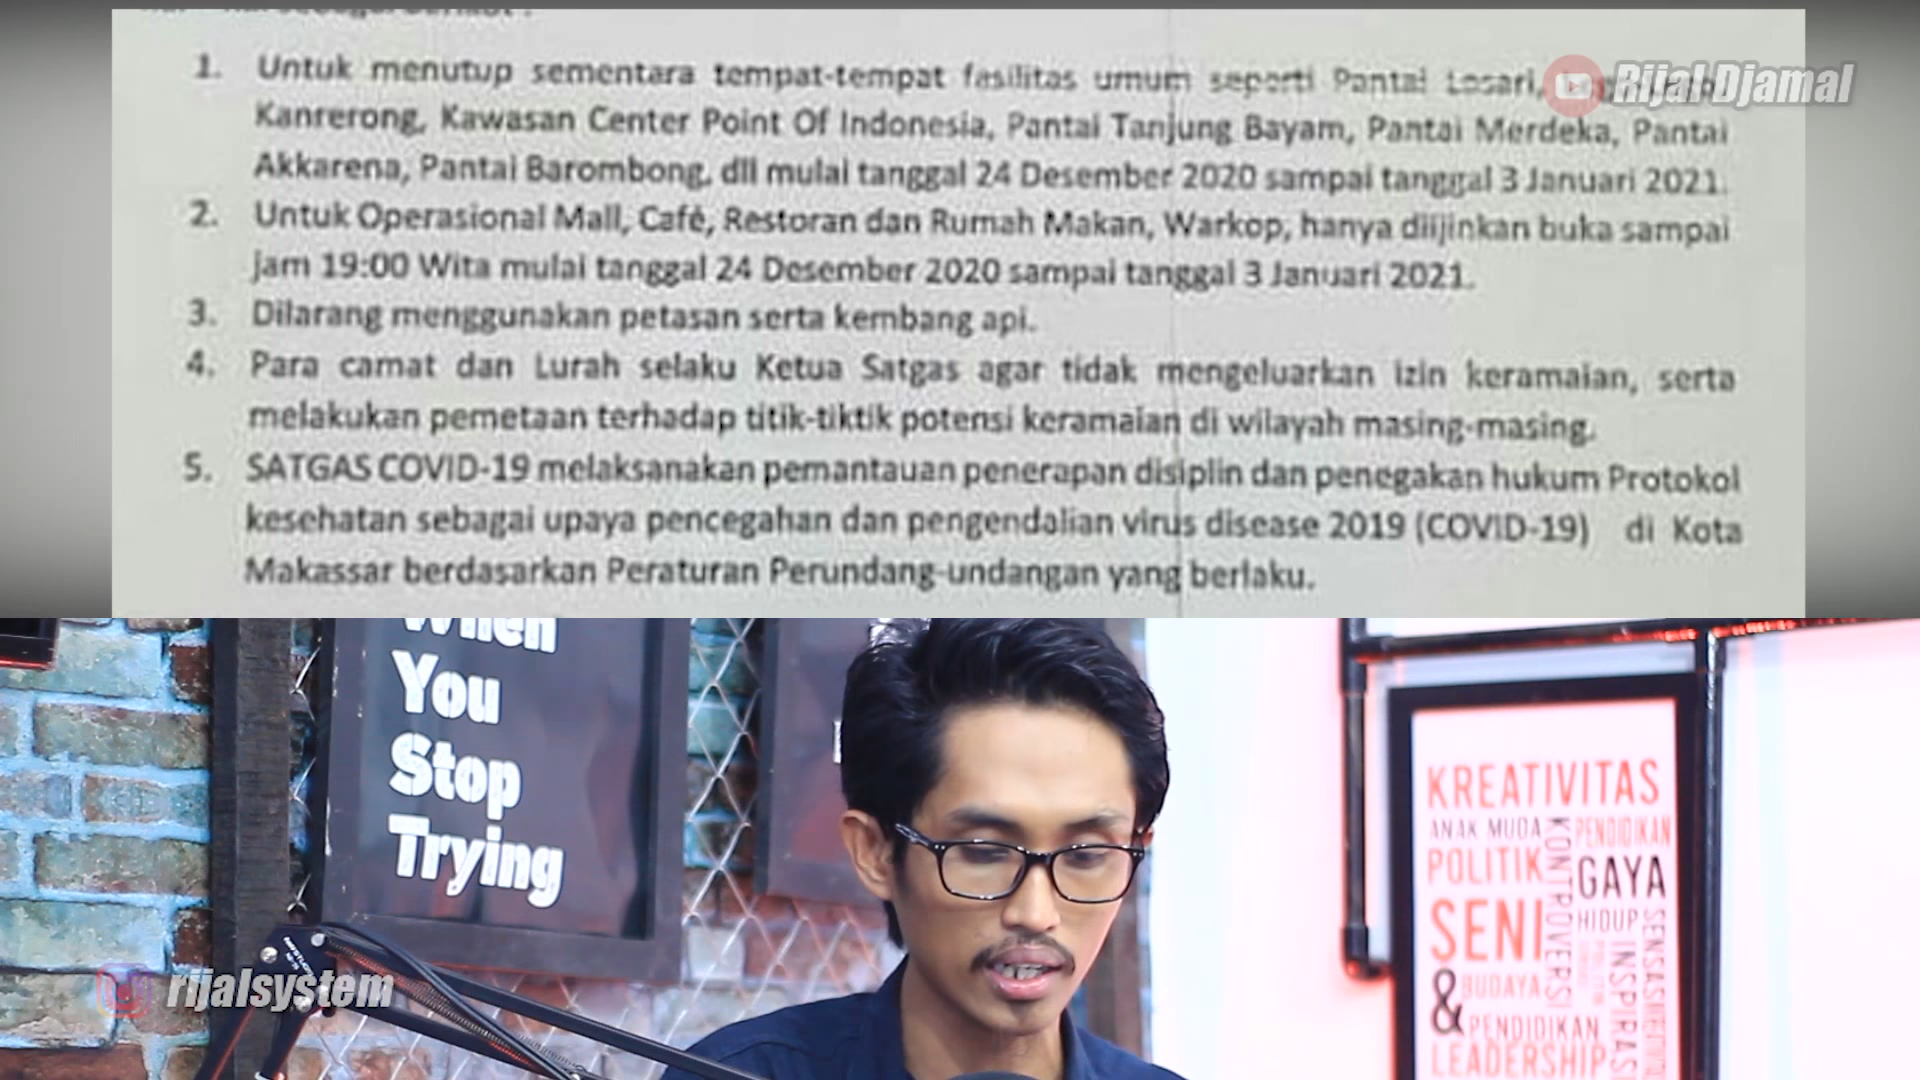 1. Untuk menutup sementara tempat-tempat fasilitas umum seperti Pantai Losari,
Rijal Djamal
Kanrerong, Kawasan Center Point Of Indonesia, Pantai Tanjung Bayam, Pantai Merdeka, Pantai
Akkarena, Pantai Barombong, dll mulai tanggal 24 Desember 2020 sampai tanggal 3 Januari 2021.
2. Untuk Operasional Mall, Café, Restoran dan Rumah Makan, Warkop, hanya diijinkan buka sampai
jam 19:00 Wita mulai tanggal 24 Desember 2020 sampai tanggal 3 Januari 2021.
3. Dilarang menggunakan petasan serta kembang api.
4. Para camat dan Lurah selaku Ketua Satgas agar tidak mengeluarkan izin keramaian, serta
melakukan pemetaan terhadap titik-tiktik potensi keramaian di wilayah masing-masing.
5. SATGAS COVID-19 melaksanakan pemantauan penerapan disiplin dan penegakan hukum Protokol
kesehatan sebagai upaya pencegahan dan pengendalian virus disease 2019 (COVID-19) di Kota
Makassar berdasarkan Peraturan Perundang-undangan yang berlaku.
When
You
Stop
Trying
rijalsystem
KREATIVITAS
ANAK MUDA
PENDIDIKAN
POLITIK
KONTROVERSI
GAYA
SENI
HIDUP
SENSASI
INSPIRASI
& BUDAYA
PENDIDIKAN
LEADERSHIP